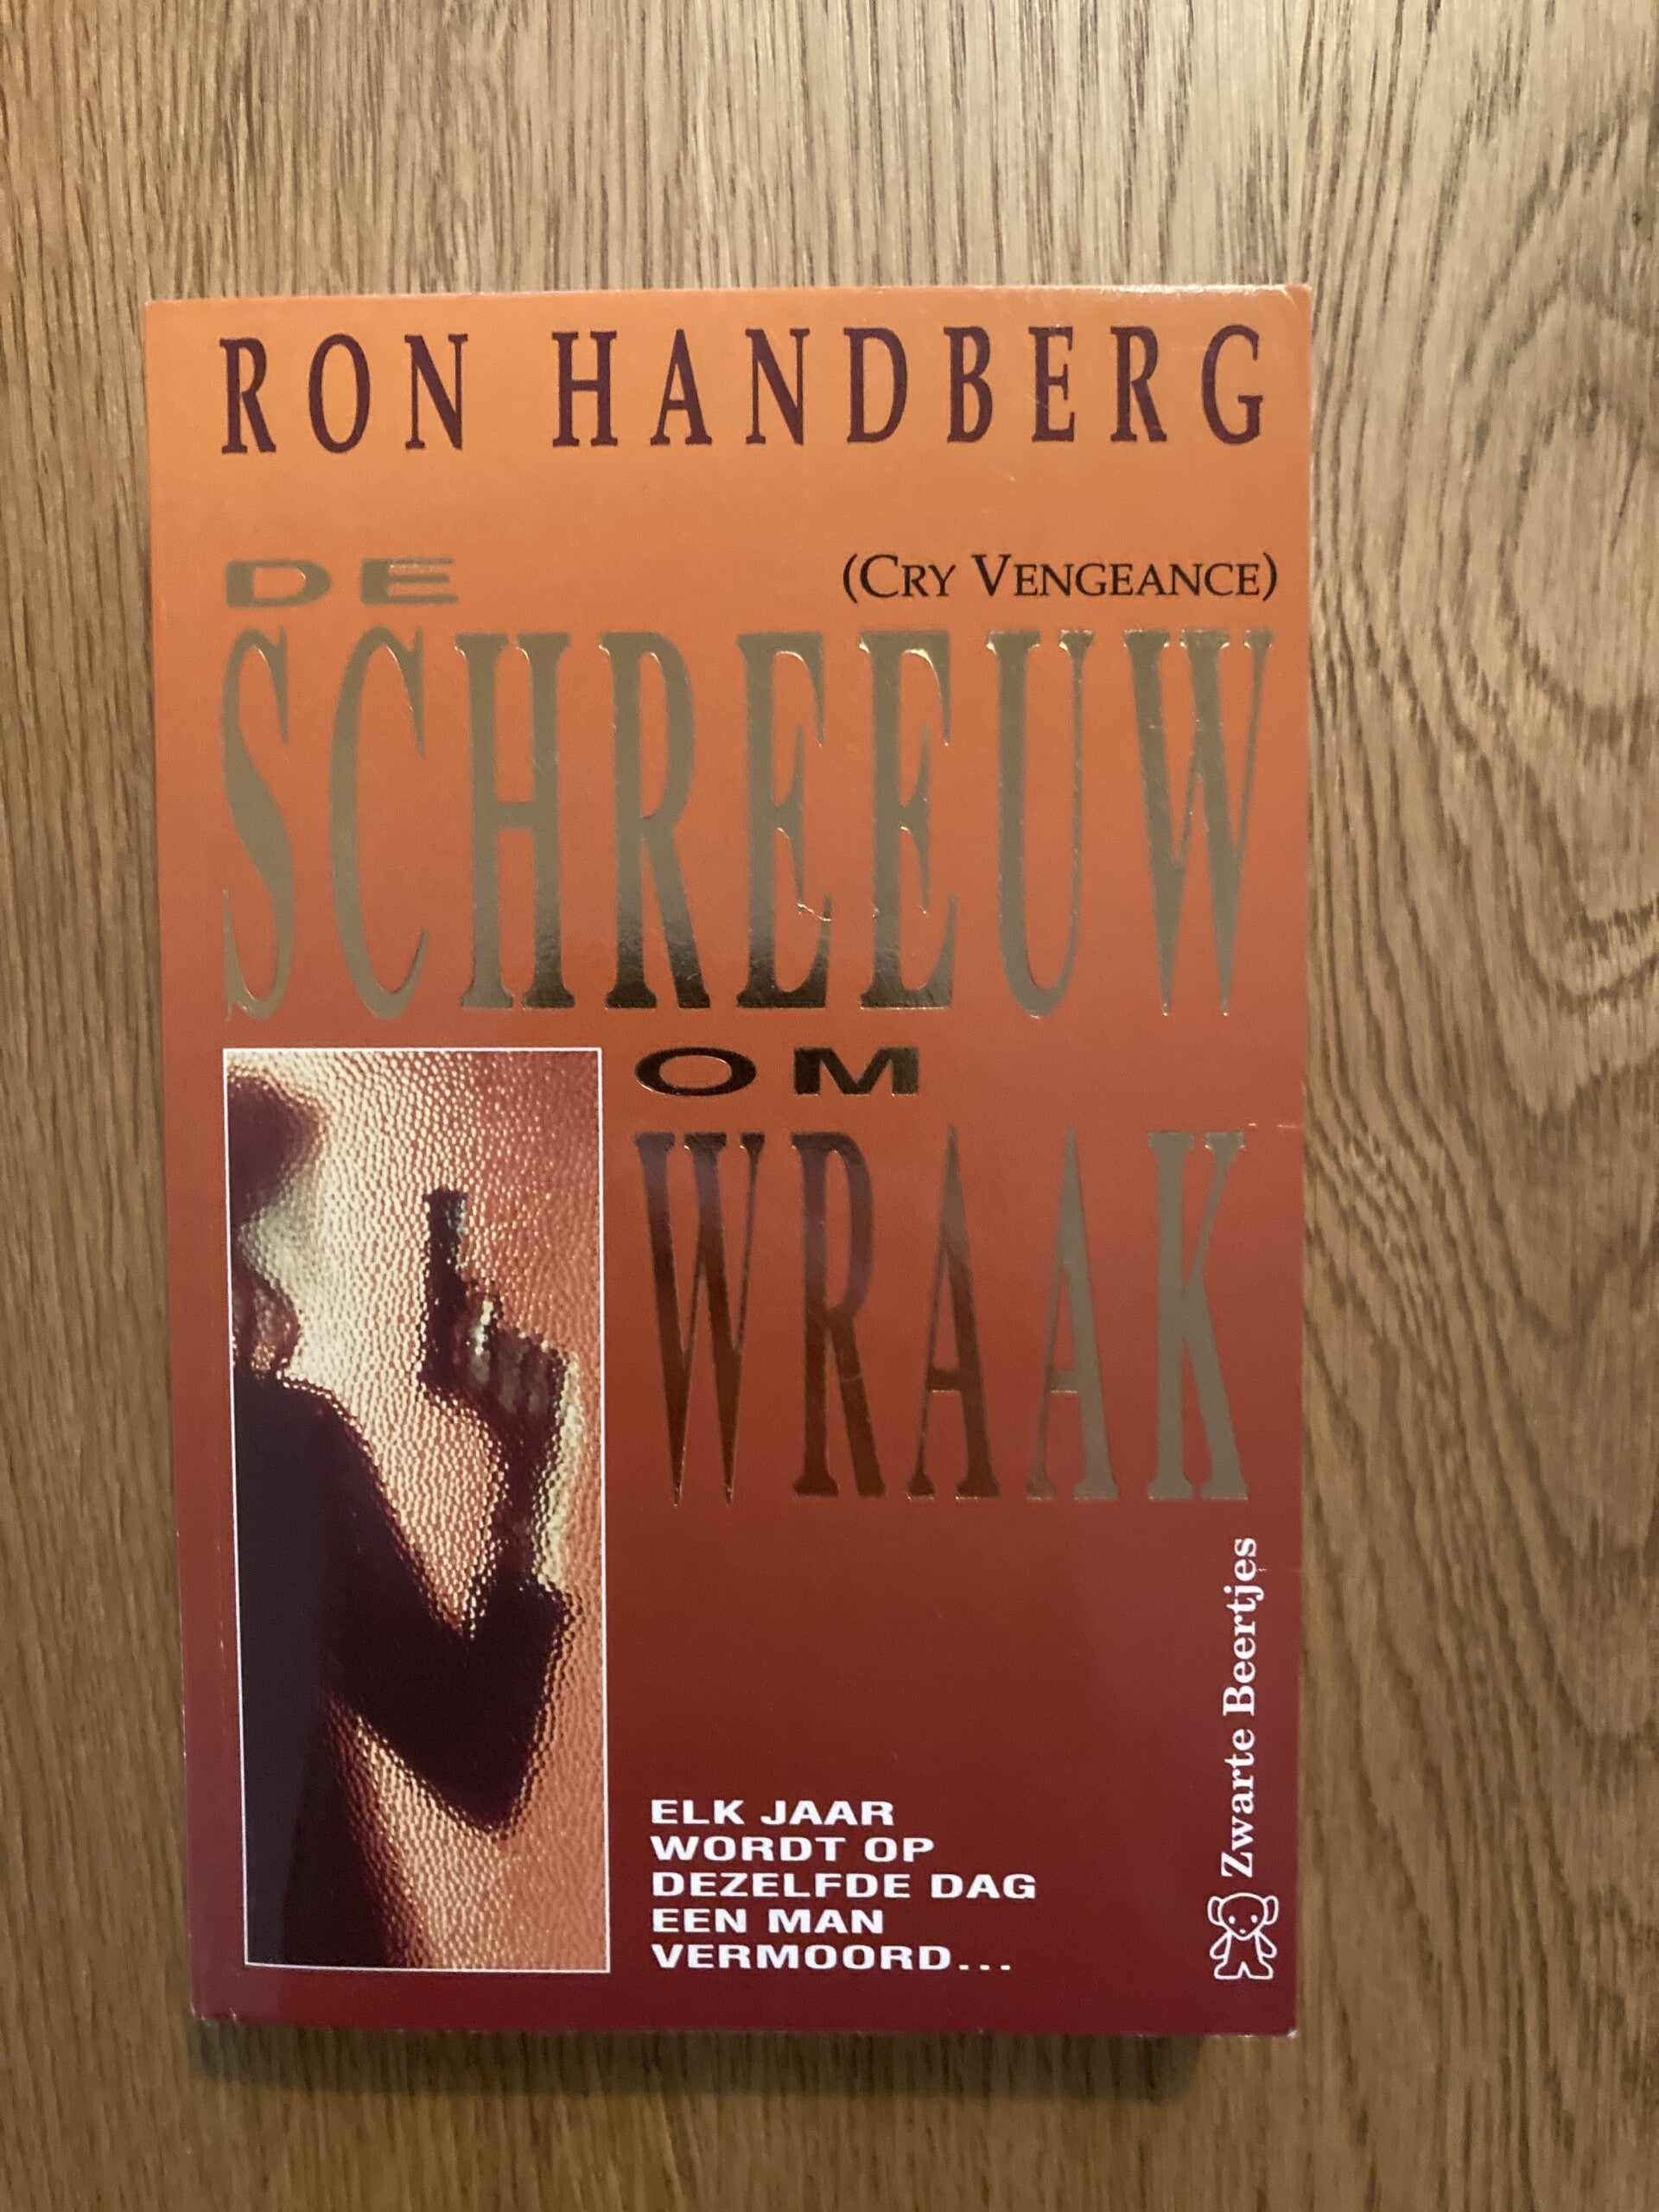 RON HANDBERG
DE
(CRY VENGEANCE)
SCHREEUW
OM
WRAAK
ELK JAAR
WORDT OP
DEZELFDE DAG
EEN MAN
VERMOORD...
Zwarte Beertjes